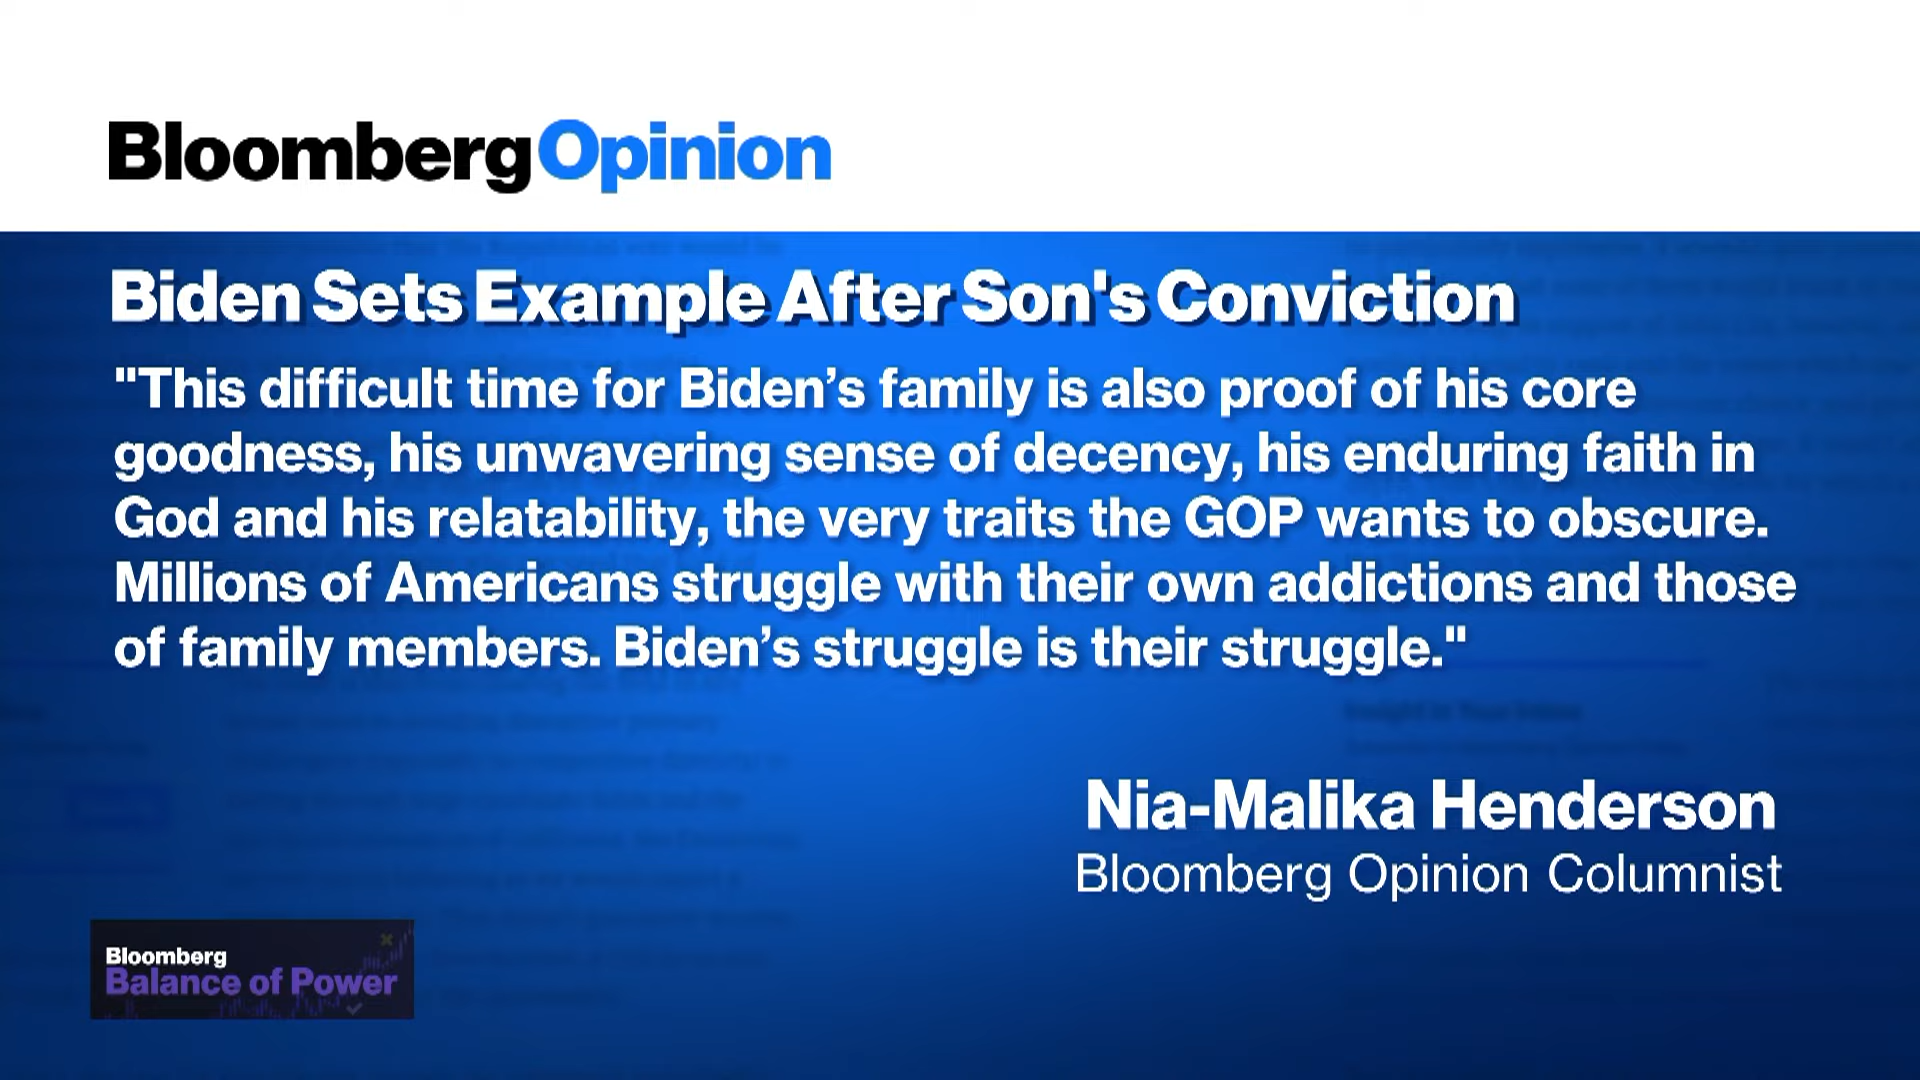 Bloomberg Opinion
Biden Sets Example After Son's Conviction
"This difficult time for Biden’s family is also proof of his core
goodness, his unwavering sense of decency, his enduring faith in
God and his relatability, the very traits the GOP wants to obscure.
Millions of Americans struggle with their own addictions and those
of family members. Biden’s struggle is their struggle."
Nia-Malika Henderson
Bloomberg Opinion Columnist
Bloomberg
Balance of Power